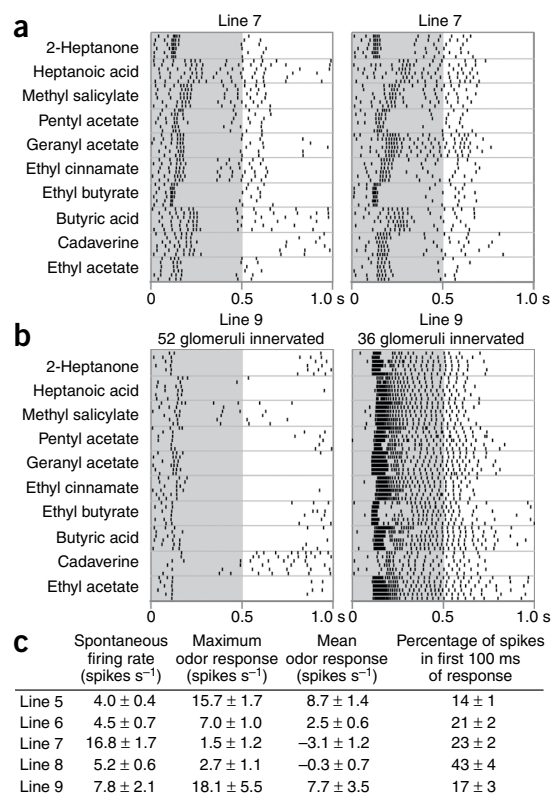 a
Line 7
Line 7
2-Heptanone
Heptanoic acid
Methyl salicylate
Pentyl acetate
Geranyl acetate
Ethyl cinnamate
Ethyl butyrate
Butyric acid
Cadaverine
Ethyl acetate
0 0.5 1.0 s 0 0.5 1.0 s
b
Line 9
52 glomeruli innervated
Line 9
36 glomeruli innervated
2-Heptanone
Heptanoic acid
Methyl salicylate
Pentyl acetate
Geranyl acetate
Ethyl cinnamate
Ethyl butyrate
Butyric acid
Cadaverine
Ethyl acetate
0 0.5 1.0 s 0 0.5 1.0 s
c
Spontaneous Maximum Mean Percentage of spikes
firing rate odor response odor response in first 100 ms
(spikes s⁻¹) (spikes s⁻¹) (spikes s⁻¹) of response
Line 5 4.0 ± 0.4 15.7 ± 1.7 8.7 ± 1.4 14 ± 1
Line 6 4.5 ± 0.7 7.0 ± 1.0 2.5 ± 0.6 21 ± 2
Line 7 16.8 ± 1.7 1.5 ± 1.2 –3.1 ± 1.2 23 ± 2
Line 8 5.2 ± 0.6 2.7 ± 1.1 –0.3 ± 0.7 43 ± 4
Line 9 7.8 ± 2.1 18.1 ± 5.5 7.7 ± 3.5 17 ± 3